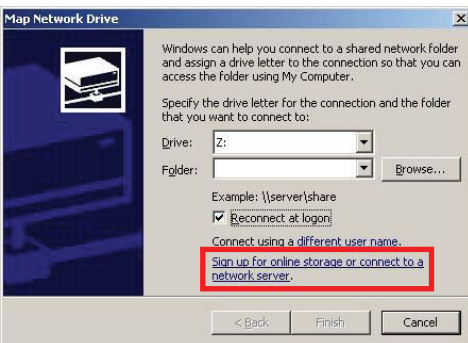 Map Network Drive
Windows can help you connect to a shared network folder
and assign a drive letter to the connection so that you can
access the folder using My Computer.
Specify the drive letter for the connection and the folder
that you want to connect to:
Drive: Z:
Folder: Browse...
Example: \\server\share
Reconnect at logon
Connect using a different user name.
Sign up for online storage or connect to a
network server.
< Back Finish Cancel